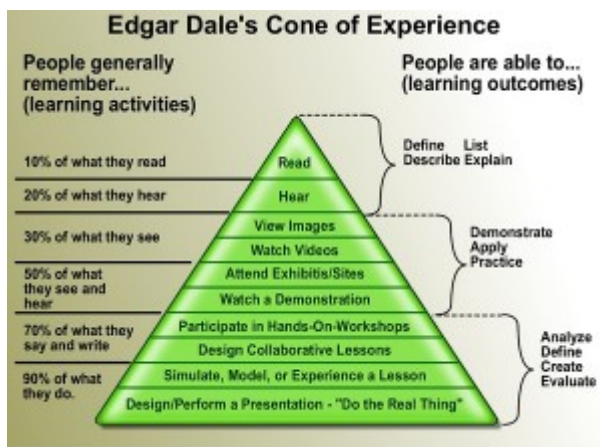 Edgar Dale's Cone of Experience
People generally
remember...
(learning activities)
People are able to...
(learning outcomes)
10% of what they read
20% of what they hear
30% of what they see
50% of what
they see and
hear
70% of what they
say and write
90% of what
they do.
Read
Hear
View Images
Watch Videos
Attend Exhibitis/Sites
Watch a Demonstration
Participate in Hands-On-Workshops
Design Collaborative Lessons
Simulate, Model, or Experience a Lesson
Design/Perform a Presentation - "Do the Real Thing"
Define List
Describe Explain
Demonstrate
Apply
Practice
Analyze
Define
Create
Evaluate